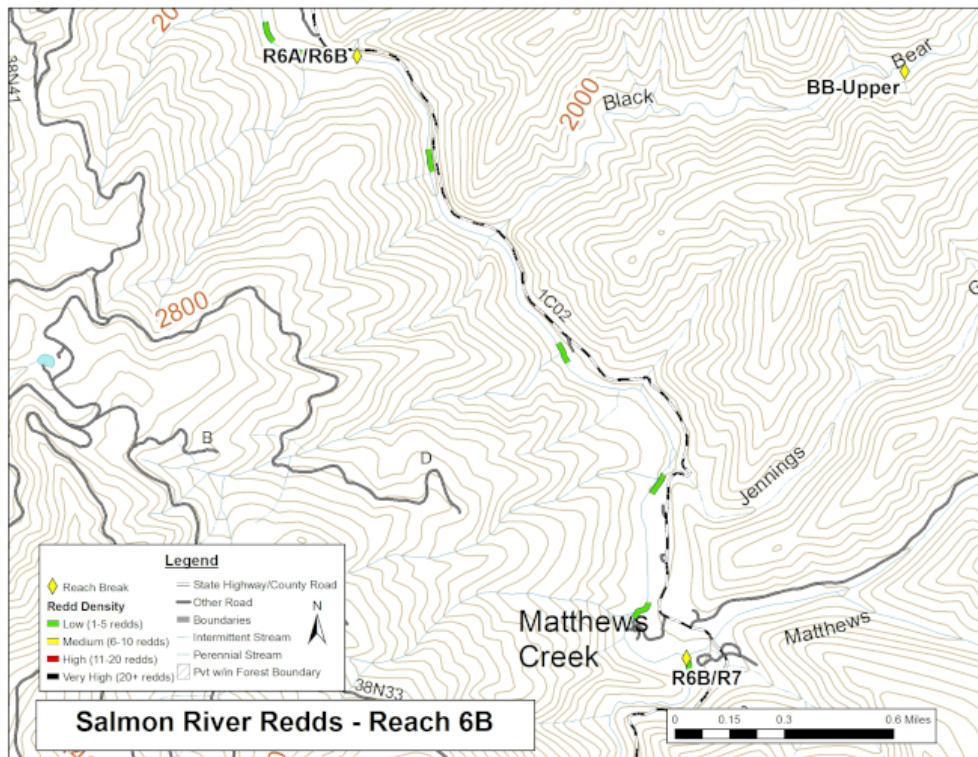 R6A/R6B
Bear
BB-Upper
38N41
Black
2000
2800
1C02
B
D
Jennings
G
Matthews
Creek
Matthews
R6B/R7
38N33
Legend
Reach Break
Redd Density
Low (1-5 redds)
Medium (6-10 redds)
High (11-20 redds)
Very High (20+ redds)
State Highway/County Road
Other Road
Boundaries
Intermittent Stream
Perennial Stream
Pvt w/in Forest Boundary
N
Salmon River Redds - Reach 6B
0 0.15 0.3 0.6 Miles